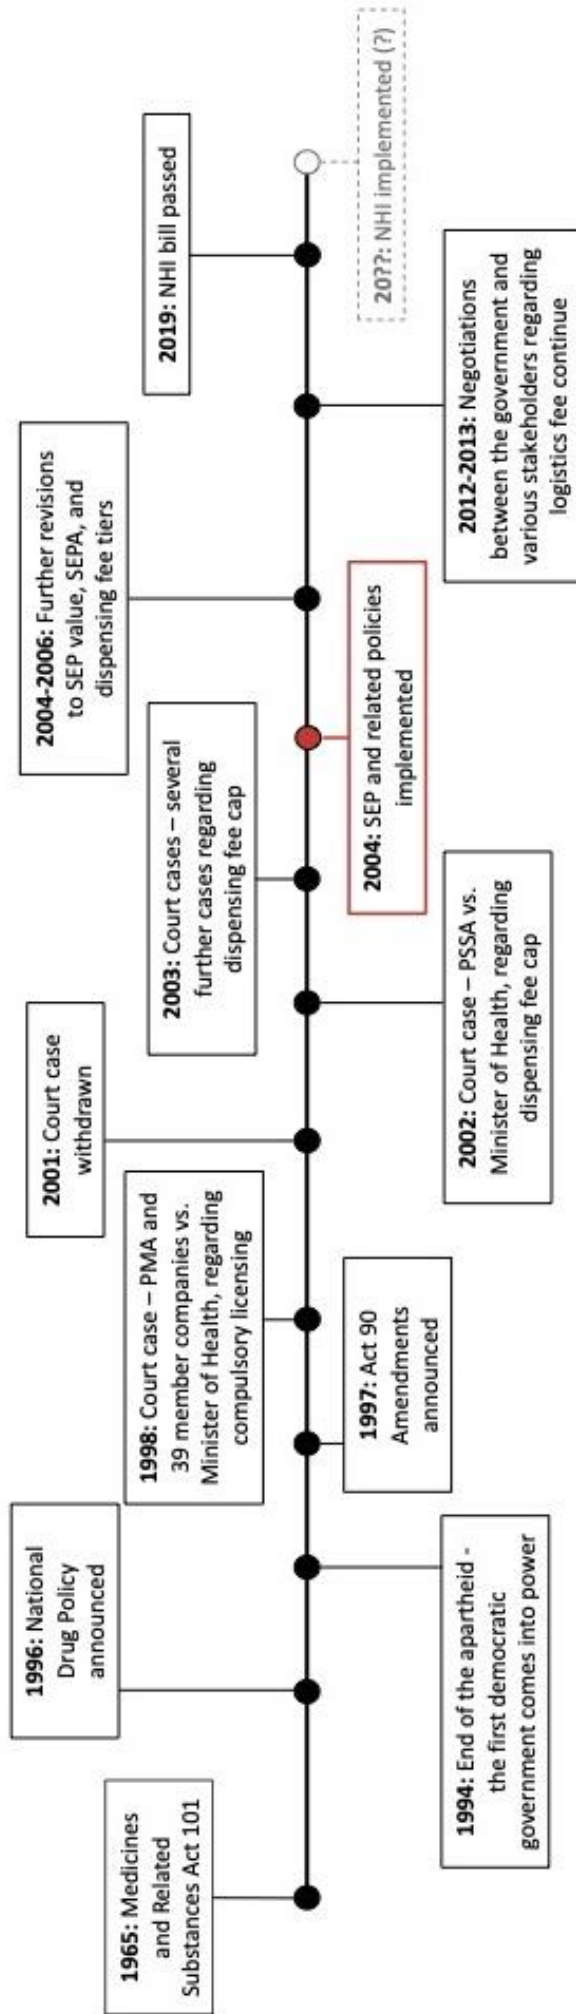 1965: Medicines
and Related
Substances Act 101
1996: National
Drug Policy
announced
1994: End of the apartheid -
the first democratic
government comes into power
1997: Act 90
Amendments
announced
1998: Court case – PMA and
39 member companies vs.
Minister of Health, regarding
compulsory licensing
2001: Court case
withdrawn
2002: Court case – PSSA vs.
Minister of Health, regarding
dispensing fee cap
2003: Court cases – several
further cases regarding
dispensing fee cap
2004: SEP and related policies
implemented
2004-2006: Further revisions
to SEP value, SEPA, and
dispensing fee tiers
2012-2013: Negotiations
between the government and
various stakeholders regarding
logistics fee continue
2019: NHI bill passed
20??: NHI implemented (?)